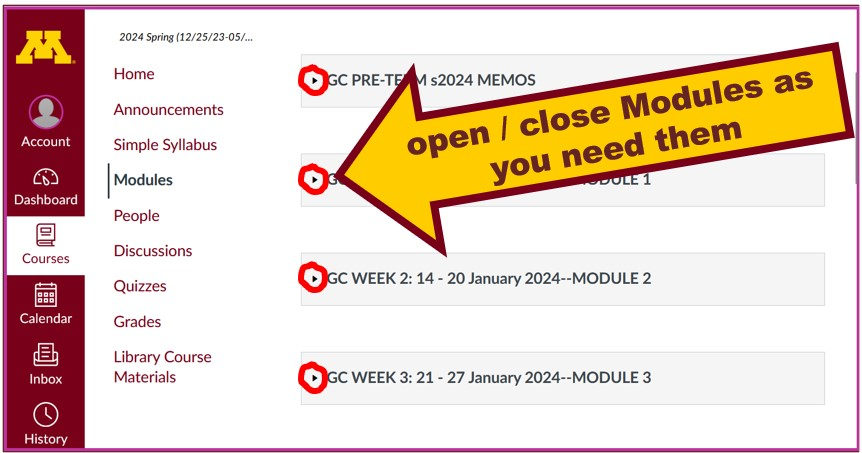 M
2024 Spring (12/25/23-05/...
Home
Announcements
Simple Syllabus
Modules
People
Discussions
Quizzes
Grades
Library Course
Materials
Account
Dashboard
Courses
Calendar
Inbox
History
GC PRE-TE M s2024 MEMOS
open / close Modules as
you need them
MODULE 1
GC WEEK 2: 14 - 20 January 2024--MODULE 2
GC WEEK 3: 21 - 27 January 2024--MODULE 3